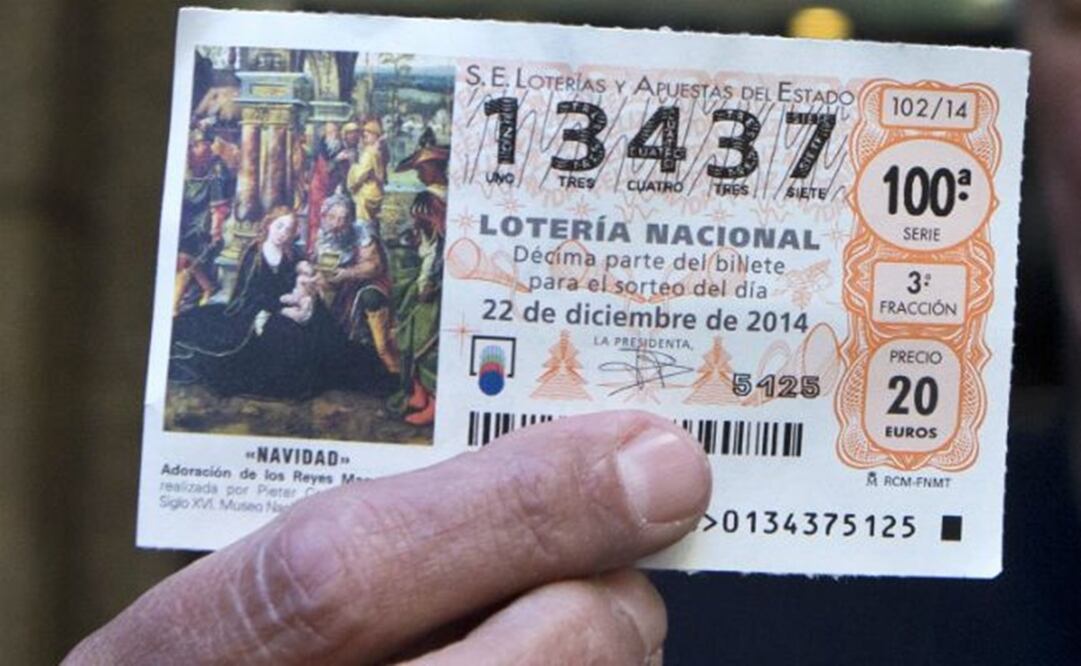 S.E. LOTERÍAS Y APUESTAS DEL ESTADO
13437
UNO TRES CUATRO TRES SIETE
LOTERÍA NACIONAL
Décima parte del billete
para el sorteo del día
22 de diciembre de 2014
LA PRESIDENTA,
5125
102/14
100ª
SERIE
3ª
FRACCIÓN
PRECIO
20
EUROS
RCM-FNMT
>0134375125
«NAVIDAD»
Adoración de los Reyes
realizada por Pieter
Siglo XVI. Museo